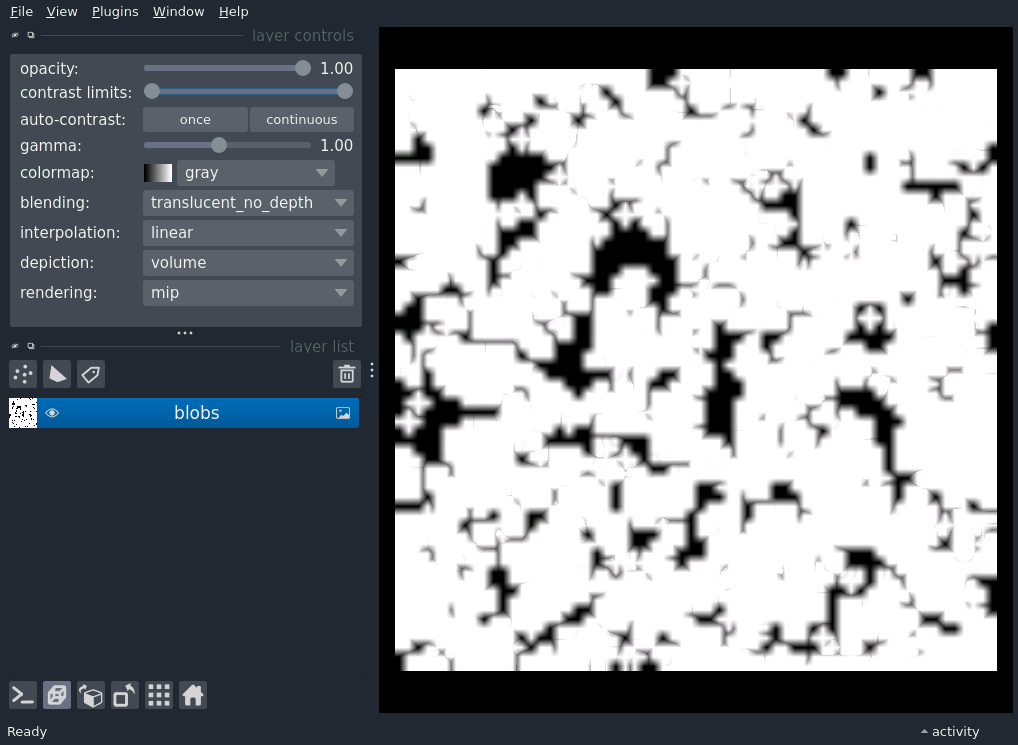 File View Plugins Window Help
layer controls
opacity: 1.00
contrast limits:
auto-contrast: once continuous
gamma: 1.00
colormap: gray
blending: translucent_no_depth
interpolation: linear
depiction: volume
rendering: mip
layer list
blobs
Ready
activity